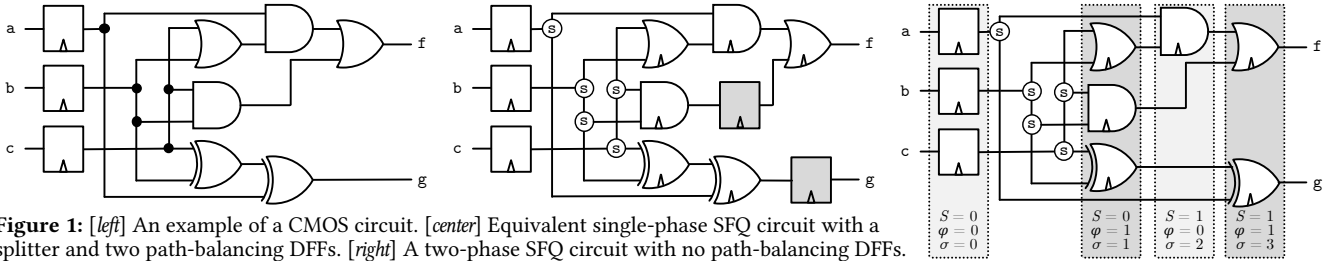 a
b
c
f
g
a
b
c
s
s
s
s
s
f
g
a
b
c
s
s
s
s
s
f
g
S = 0
φ = 0
σ = 0
S = 0
φ = 1
σ = 1
S = 1
φ = 0
σ = 2
S = 1
φ = 1
σ = 3
Figure 1: [left] An example of a CMOS circuit. [center] Equivalent single-phase SFQ circuit with a
splitter and two path-balancing DFFs. [right] A two-phase SFQ circuit with no path-balancing DFFs.